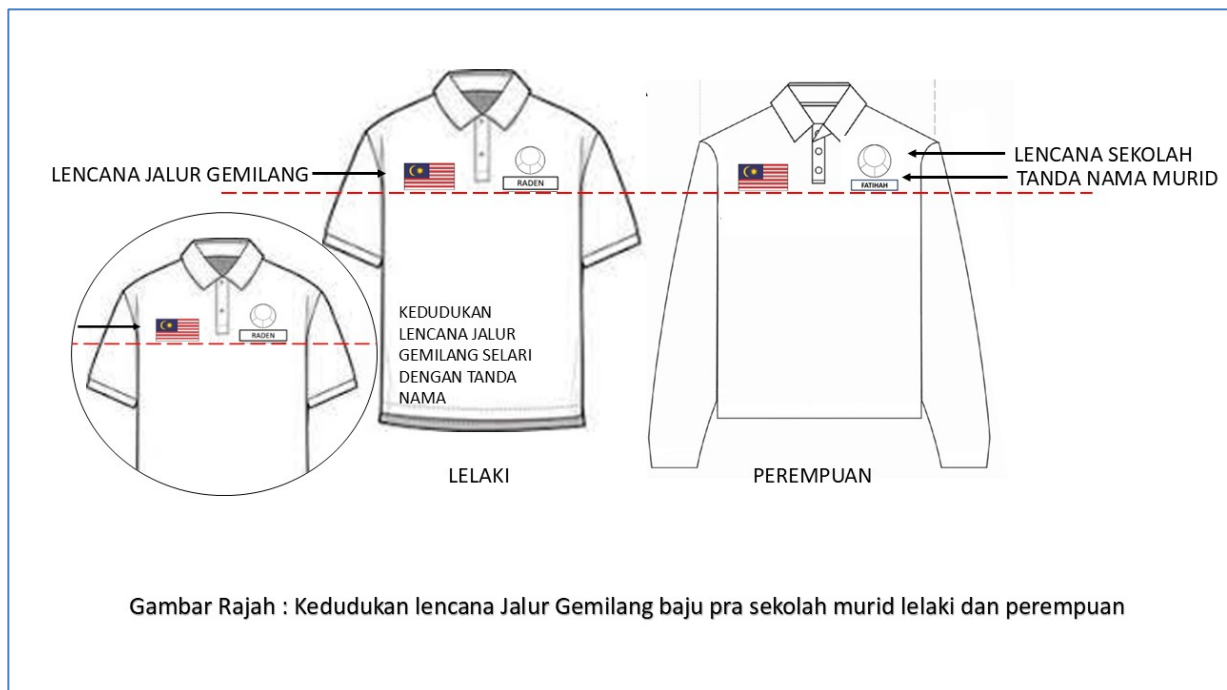 LENCANA JALUR GEMILANG
RADEN
FATIHAH
LENCANA SEKOLAH
TANDA NAMA MURID
RADEN
KEDUDUKAN
LENCANA JALUR
GEMILANG SELARI
DENGAN TANDA
NAMA
LELAKI
PEREMPUAN
Gambar Rajah : Kedudukan lencana Jalur Gemilang baju pra sekolah murid lelaki dan perempuan